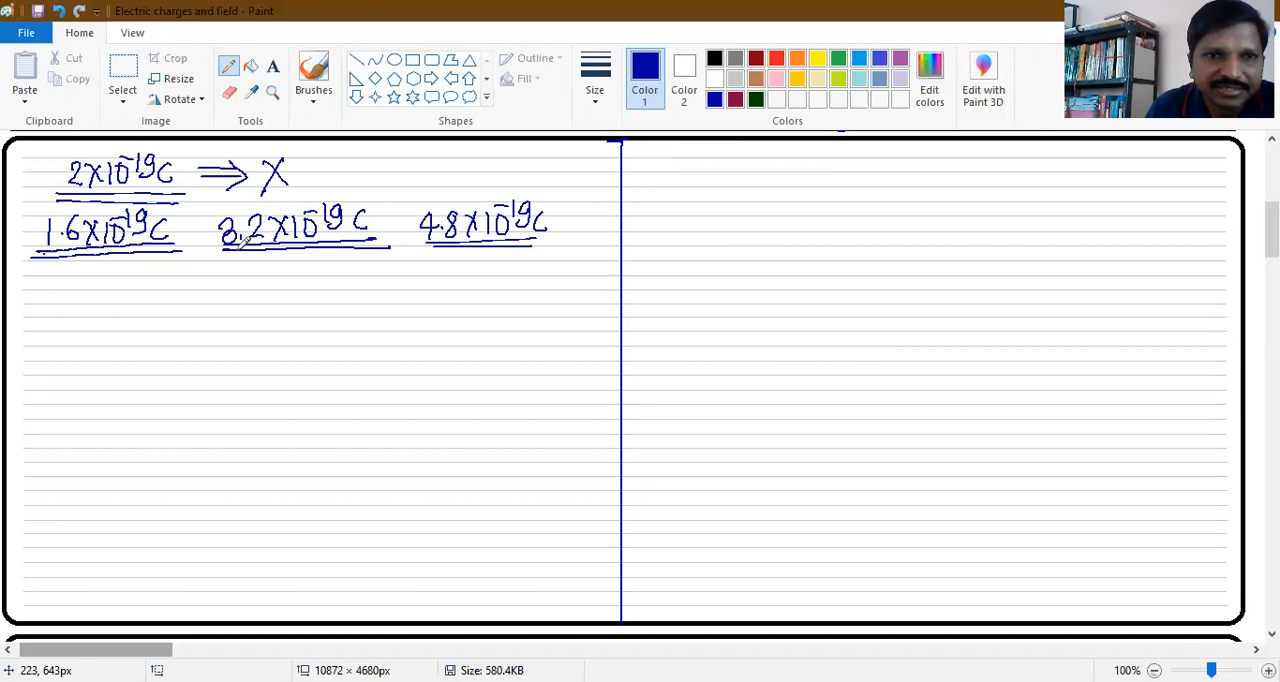 Electric charges and field - Paint
File Home View
Paste Cut Copy Clipboard
Select Crop Resize Rotate Image
Tools
Brushes
Outline Fill Shapes
Size
Color 1 Color 2 Edit colors Colors
Edit with Paint 3D
2×10⁻¹⁹C ⇒ X
1.6×10⁻¹⁹C 3.2×10⁻¹⁹C 4.8×10⁻¹⁹C
223, 643px 10872 × 4680px Size: 580.4KB 100%